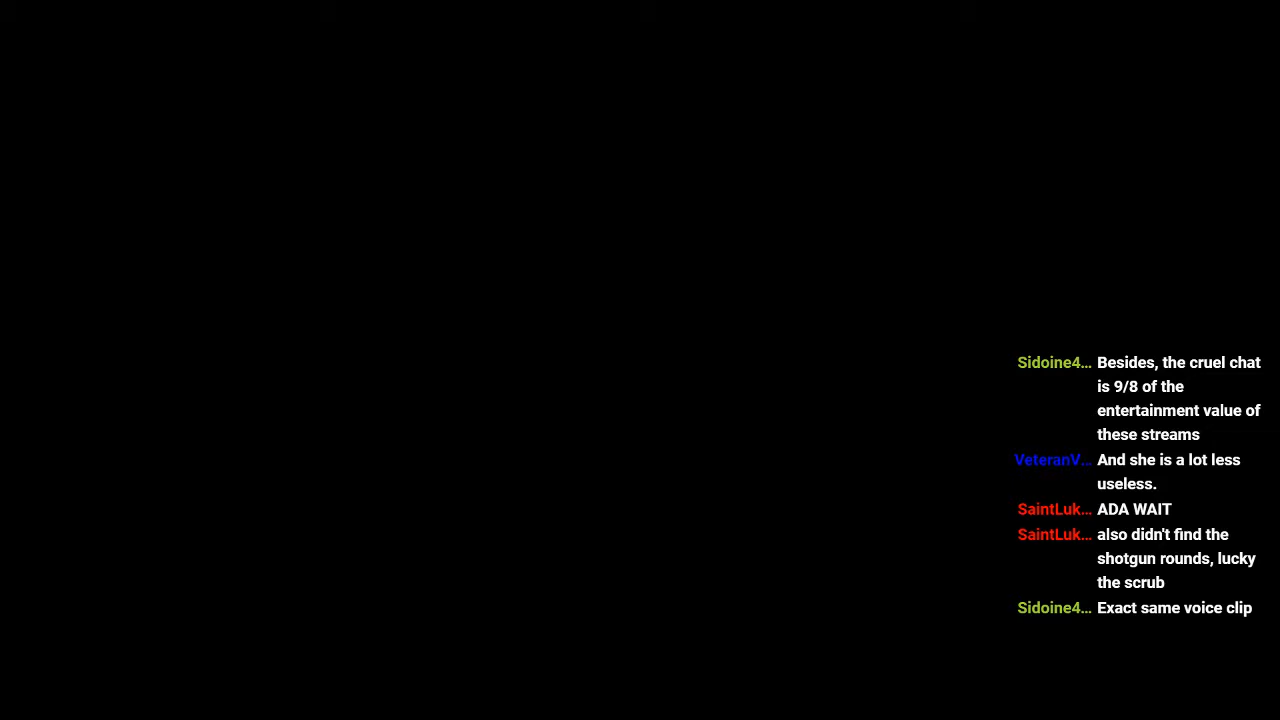 Sidoine4... Besides, the cruel chat
is 9/8 of the
entertainment value of
these streams
VeteranV... And she is a lot less
useless.
SaintLuk... ADA WAIT
SaintLuk... also didn't find the
shotgun rounds, lucky
the scrub
Sidoine4... Exact same voice clip